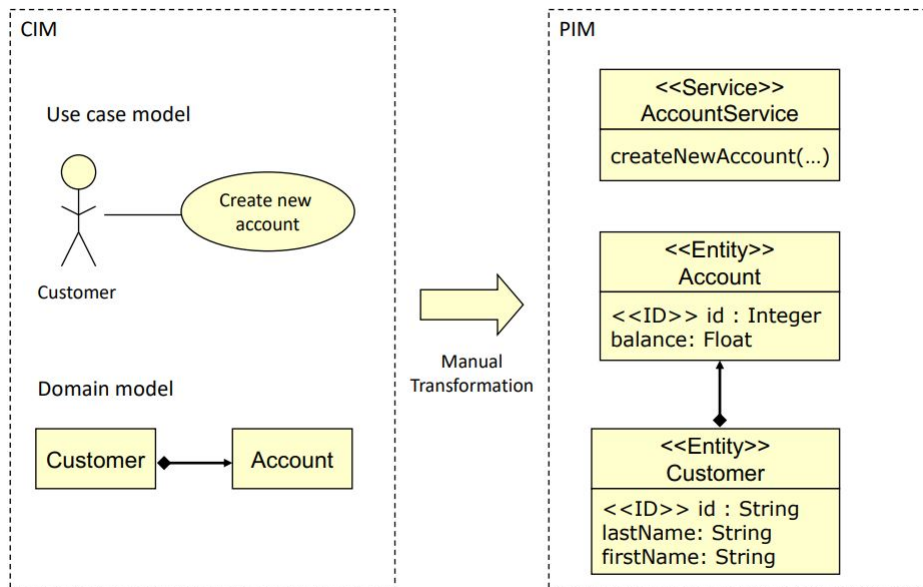 CIM
Use case model
Create new
account
Customer
Domain model
Customer
Account
Manual
Transformation
PIM
<<Service>>
AccountService
createNewAccount(...)
<<Entity>>
Account
<<ID>> id : Integer
balance: Float
<<Entity>>
Customer
<<ID>> id : String
lastName: String
firstName: String